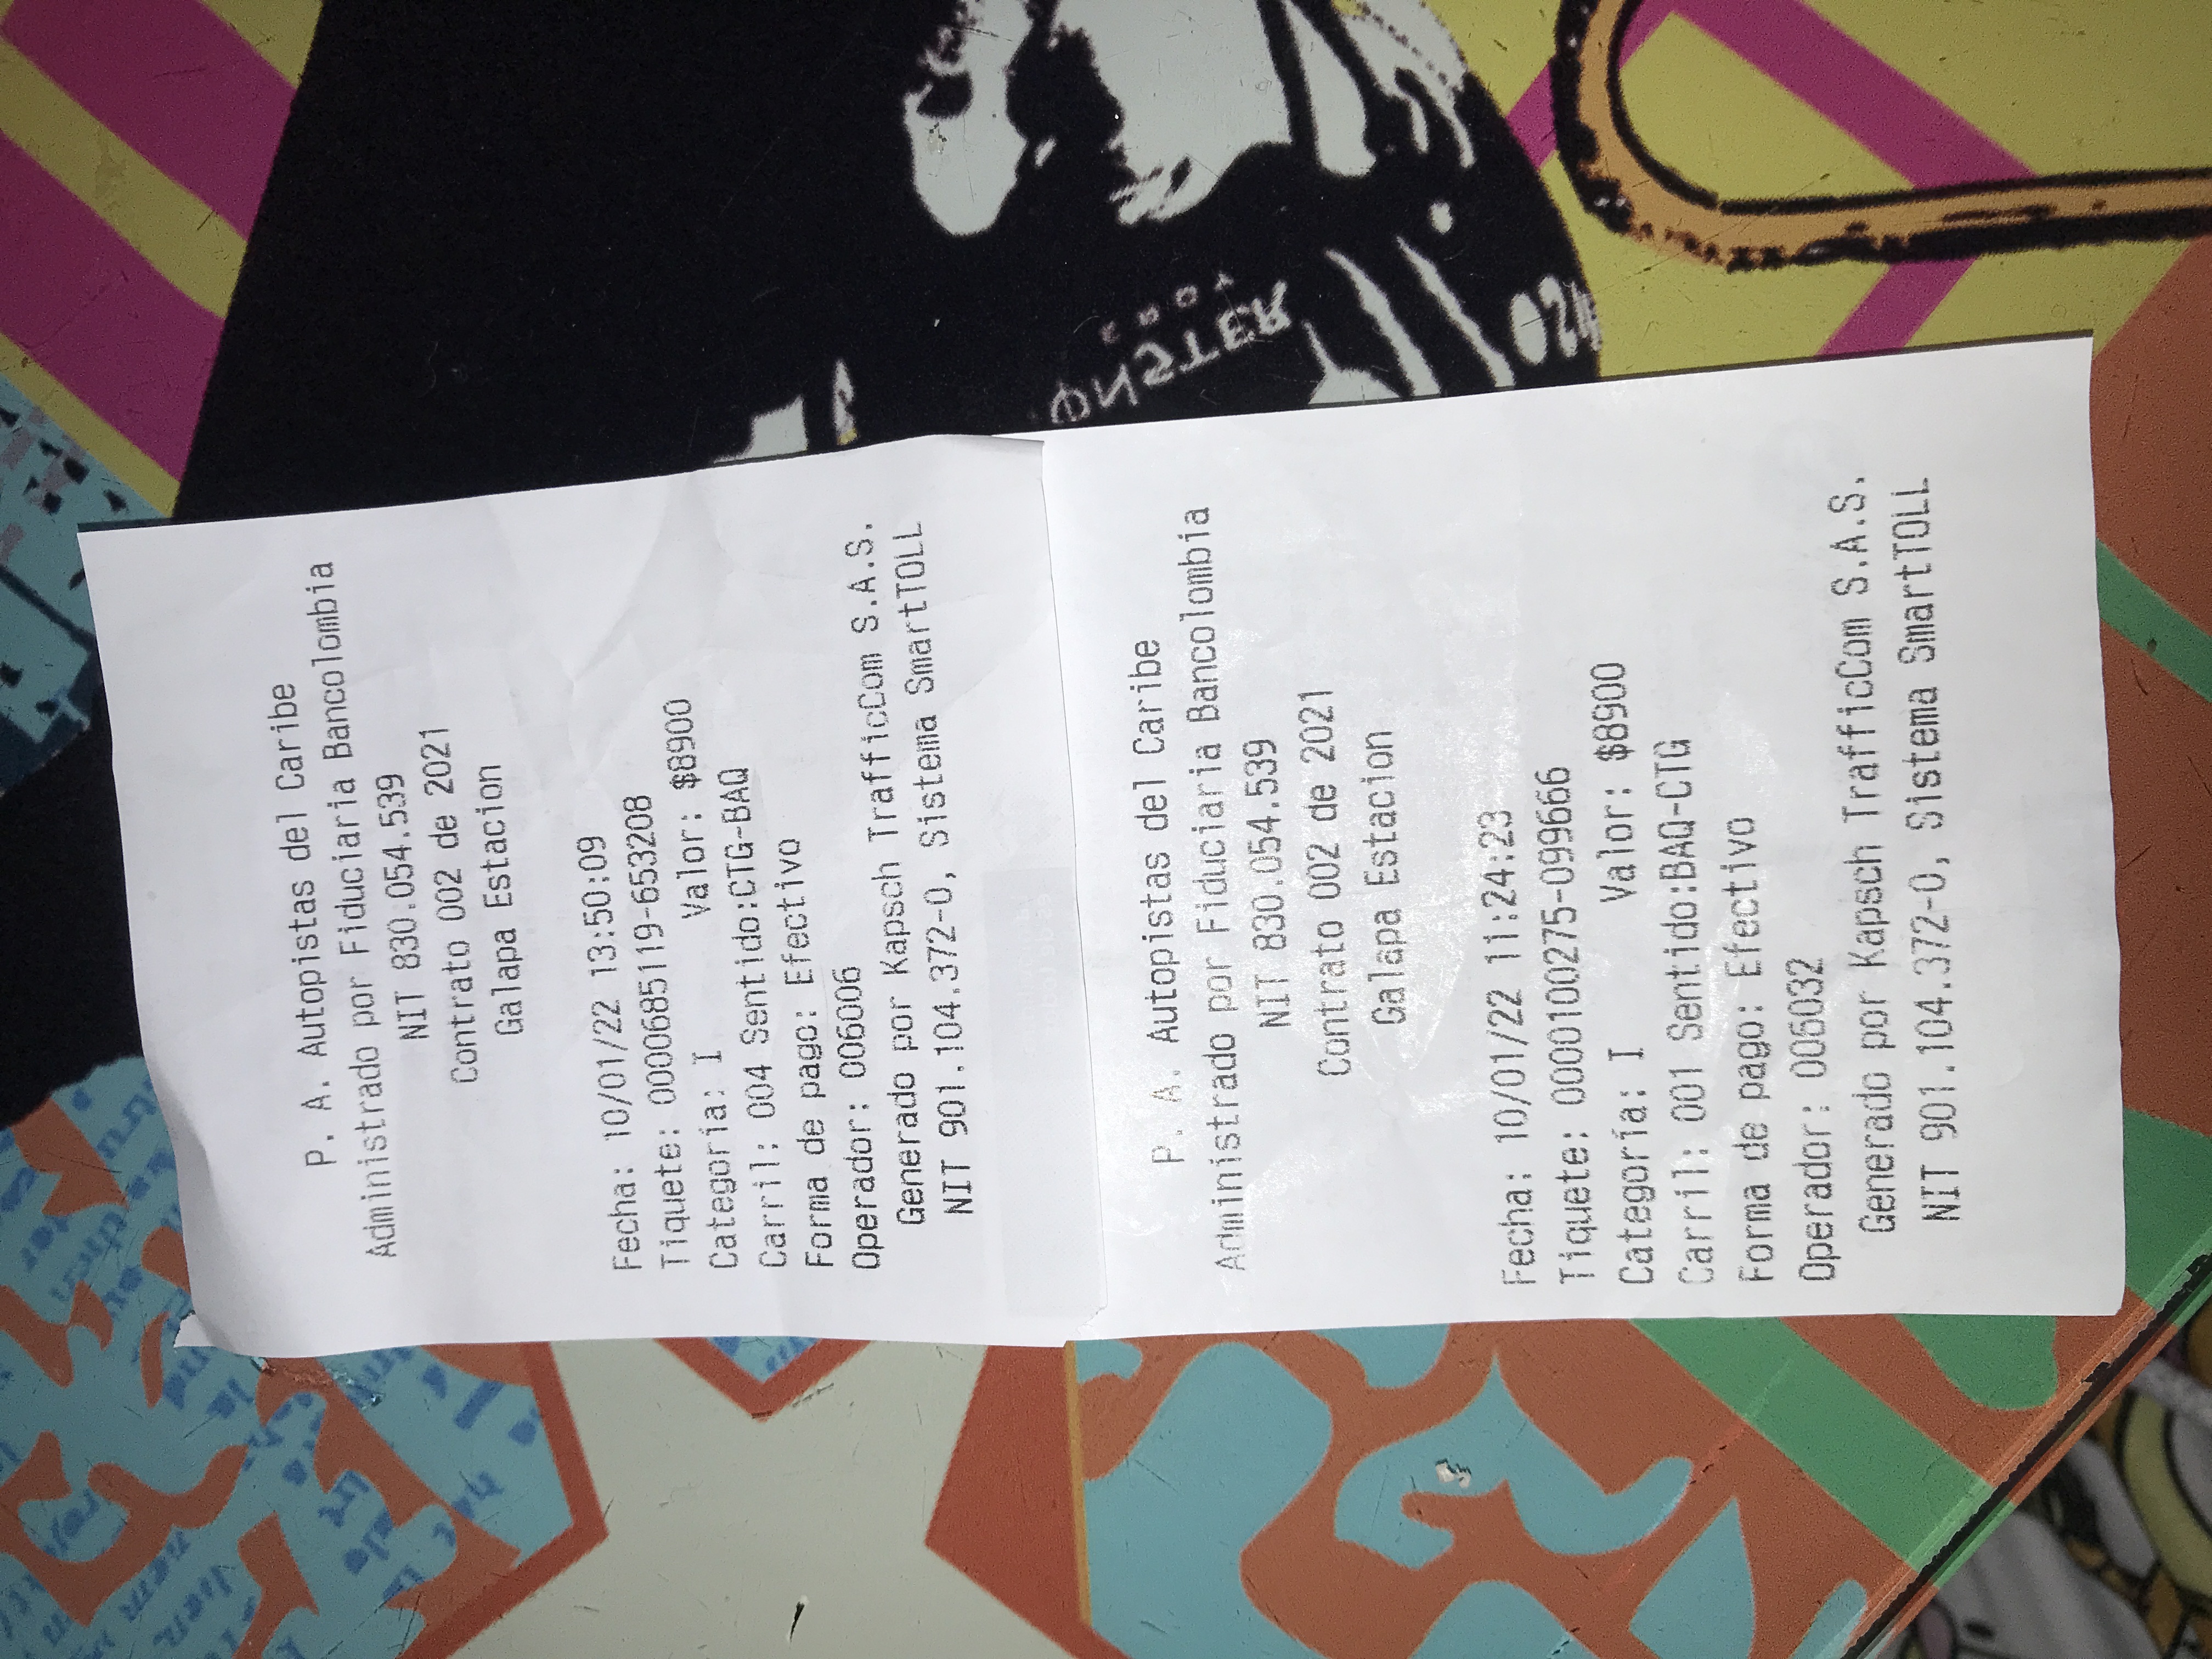 P. A. Autopistas del Caribe
Administrado por Fiduciaria Bancolombia
NIT 830.054.539
Contrato 002 de 2021
Galapa Estacion
Fecha: 10/01/22 13:50:09
Tiquete: 0000685119-653208
Categoría: I Valor: $8900
Carril: 004 Sentido:CTG-BAQ
Forma de pago: Efectivo
Operador: 006006
Generado por Kapsch TrafficCom S.A.S.
NIT 901.104.372-0, Sistema SmartTOLL
P. A. Autopistas del Caribe
Administrado por Fiduciaria Bancolombia
NIT 830.054.539
Contrato 002 de 2021
Galapa Estacion
Fecha: 10/01/22 11:24:23
Tiquete: 0000100275-099666
Categoría: I Valor: $8900
Carril: 001 Sentido:BAQ-CTG
Forma de pago: Efectivo
Operador: 006032
Generado por Kapsch TrafficCom S.A.S.
NIT 901.104.372-0, Sistema SmartTOLL